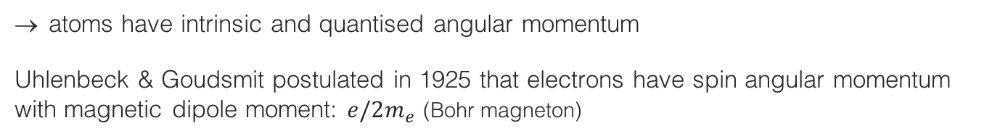 → atoms have intrinsic and quantised angular momentum
Uhlenbeck & Goudsmit postulated in 1925 that electrons have spin angular momentum
with magnetic dipole moment: e/2mₑ (Bohr magneton)